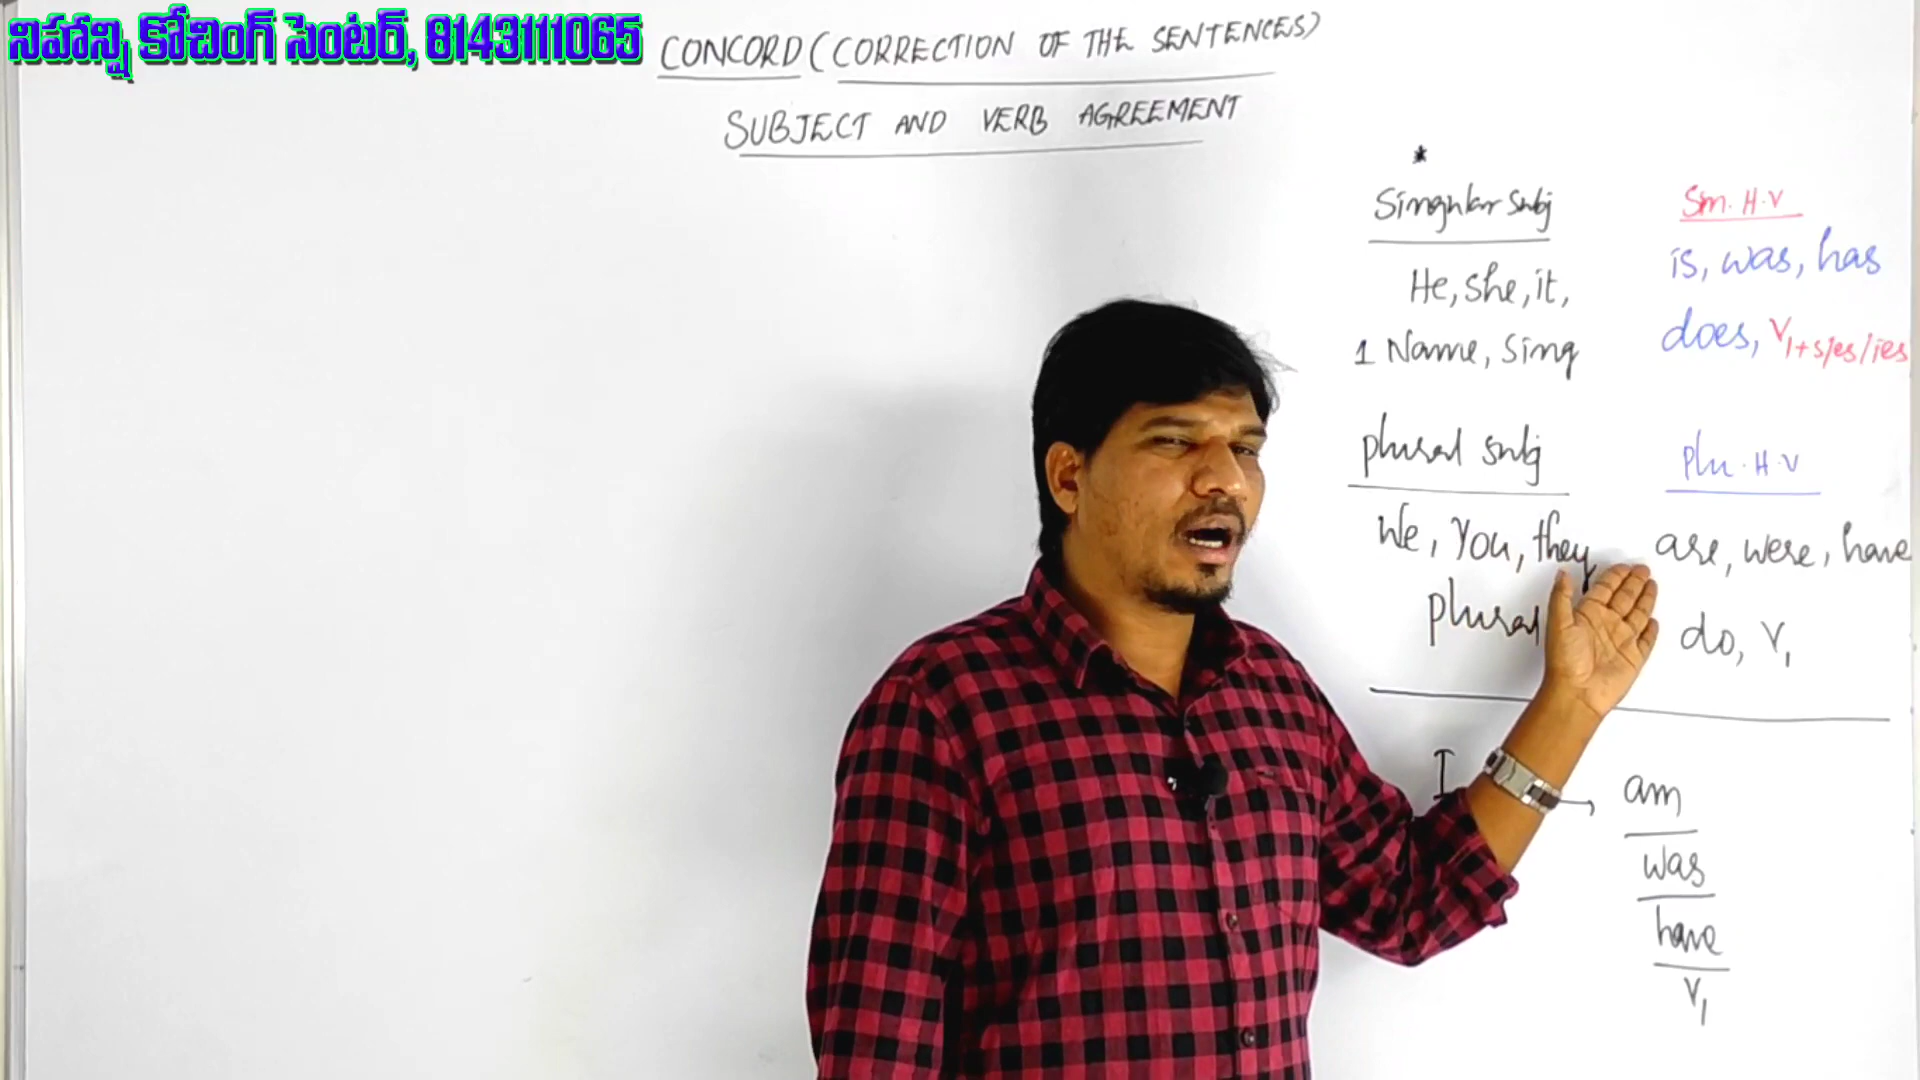 నిహాన్షి కోచింగ్ సెంటర్, 8143111065
CONCORD (CORRECTION OF THE SENTENCES)
SUBJECT AND VERB AGREEMENT
*
Singular Subj
Sin. H.V
He, She, it,
is, was, has
1 Name, Sing
does, V1+s/es/ies
plural Subj
plu. H.V
We, You, they
are, were, have
plural
do, V1
I → am
was
have
V1